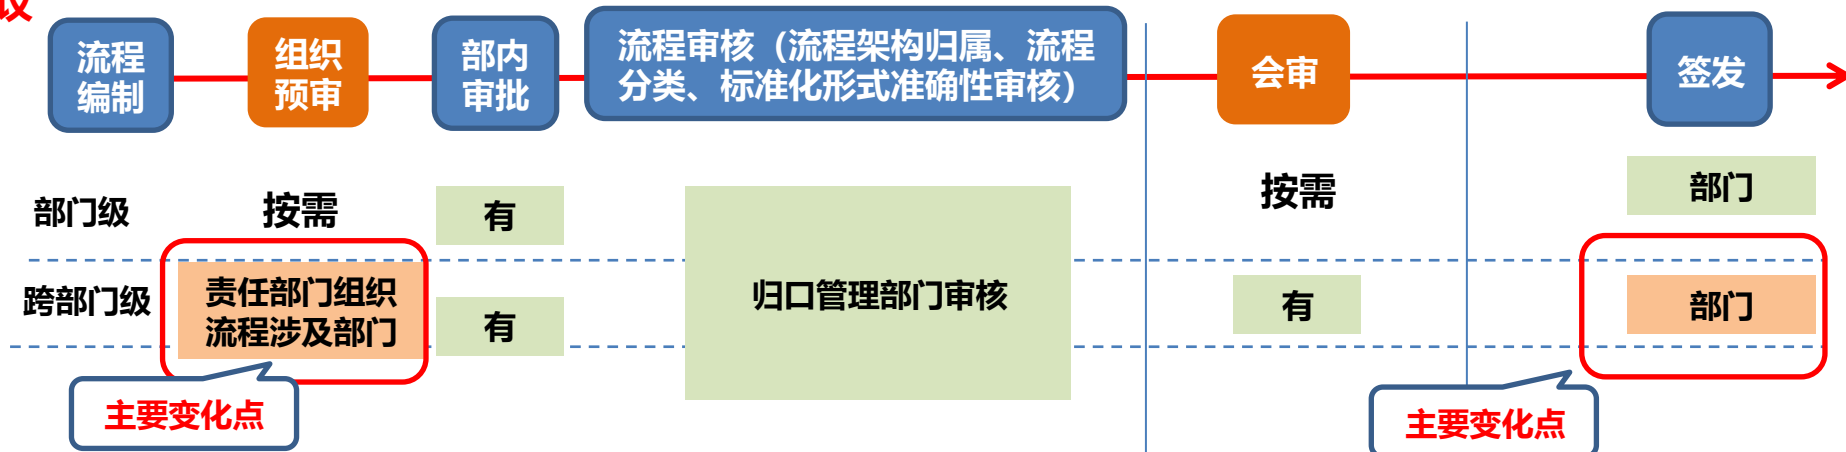 议
流程
编制
组织
预审
部内
审批
流程审核（流程架构归属、流程
分类、标准化形式准确性审核）
会审
签发
部门级
按需
有
按需
部门
跨部门级
责任部门组织
流程涉及部门
有
归口管理部门审核
有
部门
主要变化点
主要变化点